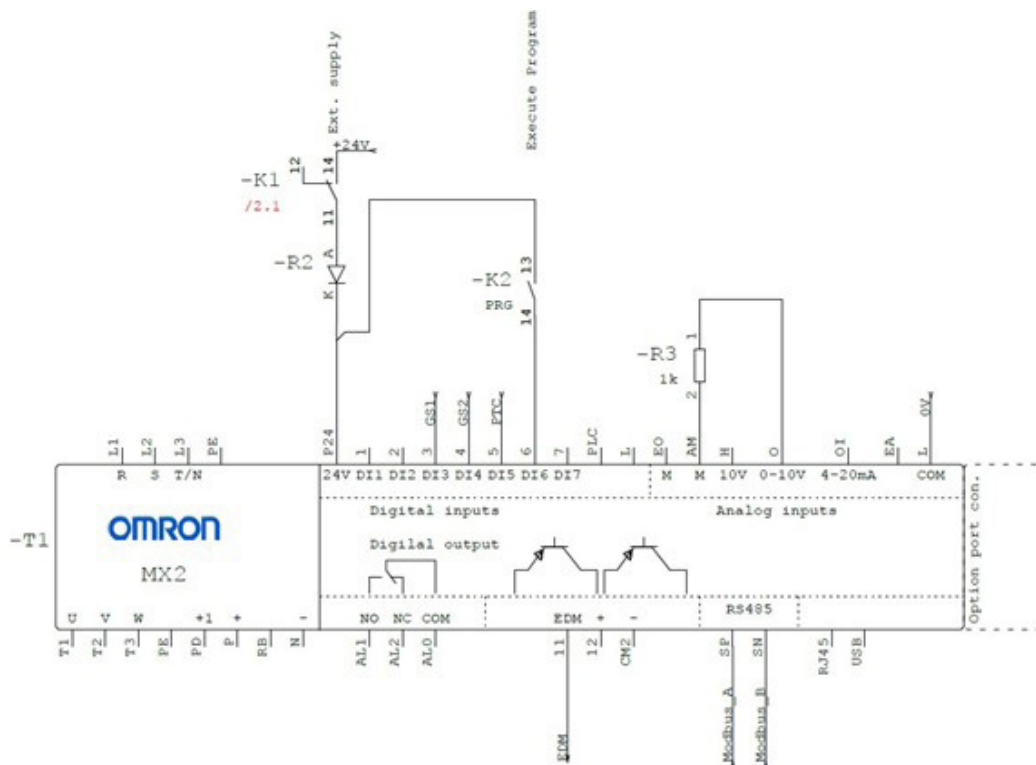 Ext. supply
Execute Program
+24V
12
14
-K1
/2.1
11
A
-R2
K
13
-K2
PRG
14
1
-R3
1k
2
GS1
GS2
PTC
0V
L1
L2
L3
PE
P24
1
2
3
4
5
6
7
PLC
L
EO
AM
H
O
OI
EA
L
R S T/N
24V DI1 DI2 DI3 DI4 DI5 DI6 DI7
M M 10V 0-10V 4-20mA COM
Digital inputs
Analog inputs
OMRON
Digilal output
-T1
MX2
Option port con.
RS485
U V W +1 + -
NO NC COM
EDM + -
T1
T2
T3
PE
PD
P
RB
N
AL1
AL2
AL0
11
12
CM2
SP
SN
RJ45
USB
EDM
Modbus_A
Modbus_B